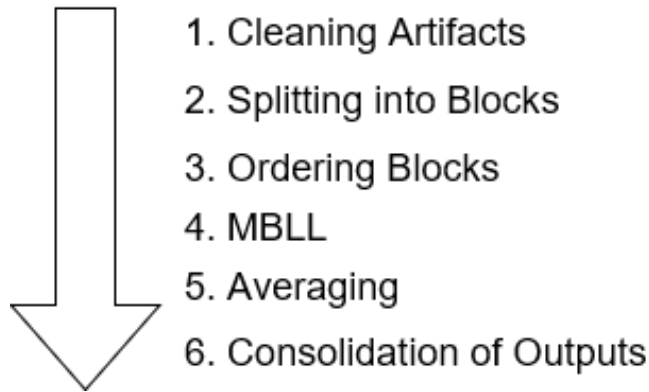 1. Cleaning Artifacts
2. Splitting into Blocks
3. Ordering Blocks
4. MBLL
5. Averaging
6. Consolidation of Outputs